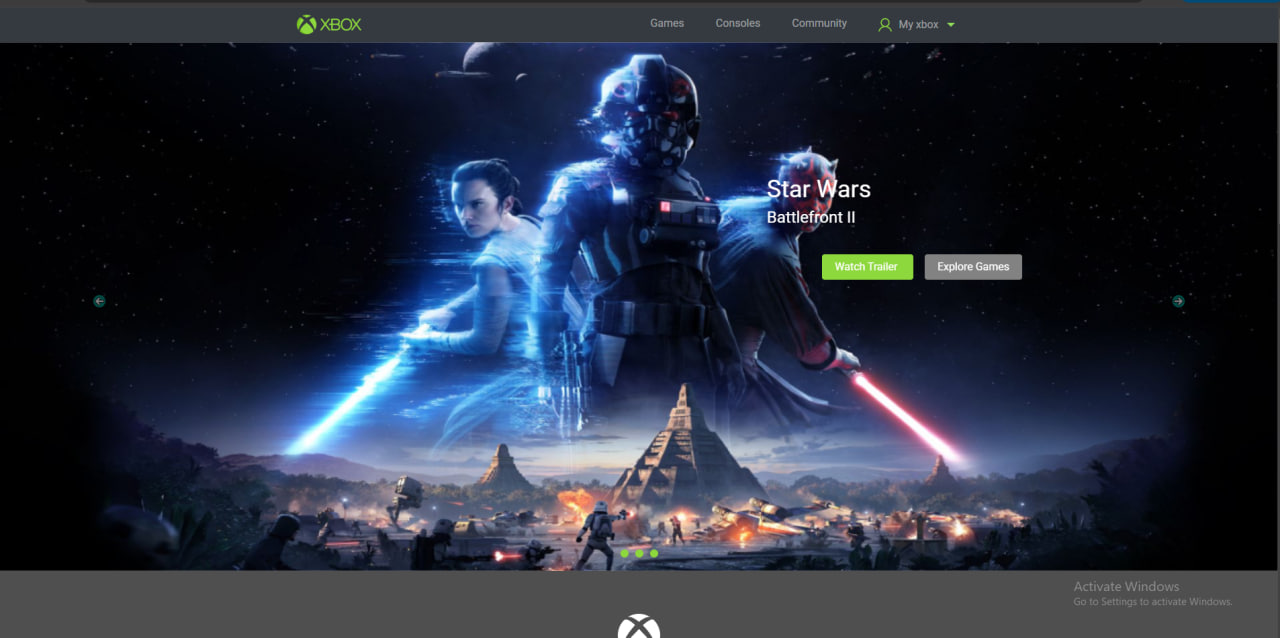 XBOX
Games
Consoles
Community
My xbox
Star Wars
Battlefront II
Watch Trailer
Explore Games
Activate Windows
Go to Settings to activate Windows.